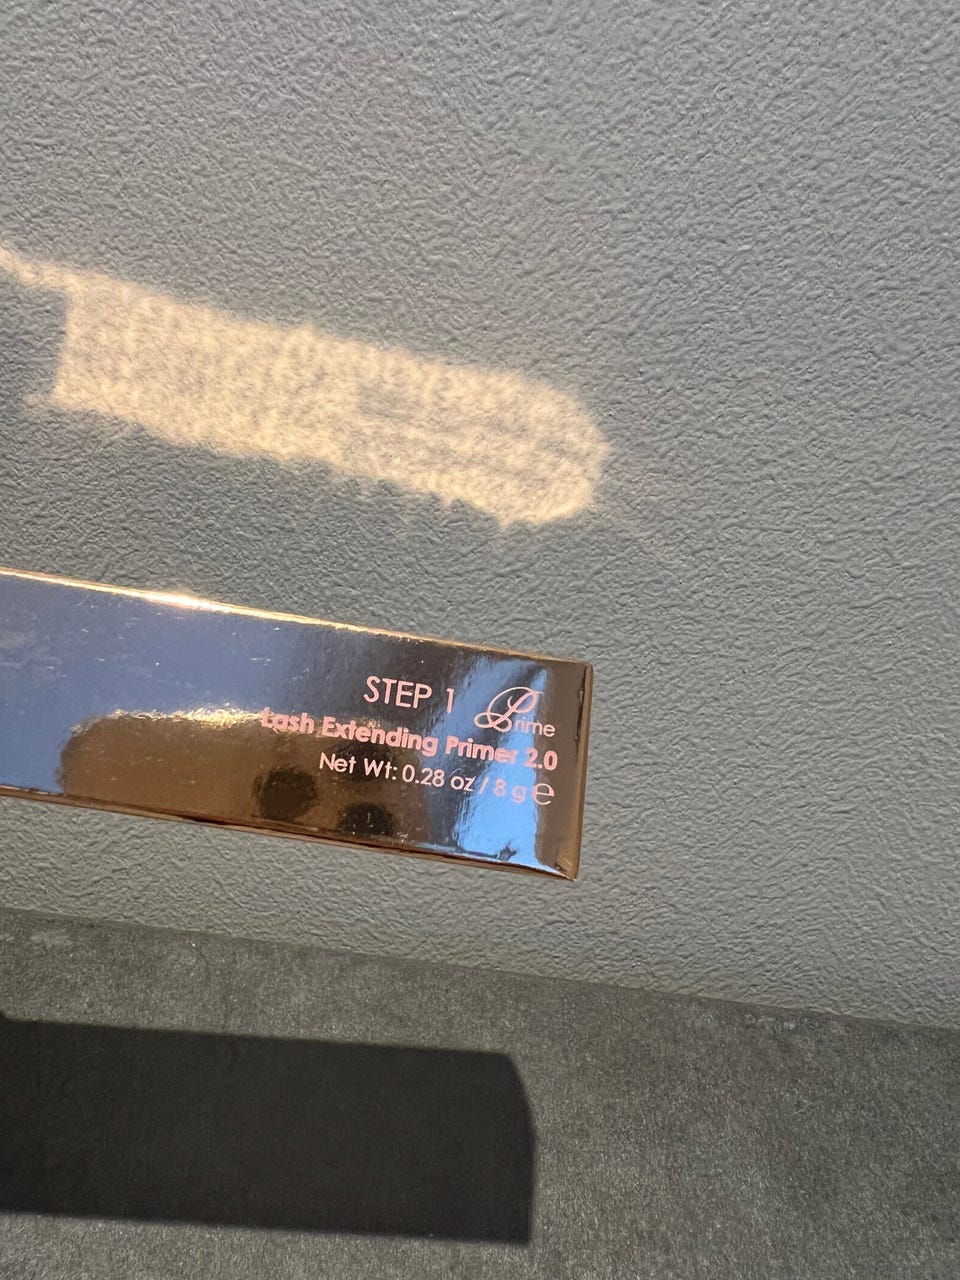 STEP 1 Prime
Lash Extending Primer 2.0
Net Wt: 0.28 oz / 8 g ℮